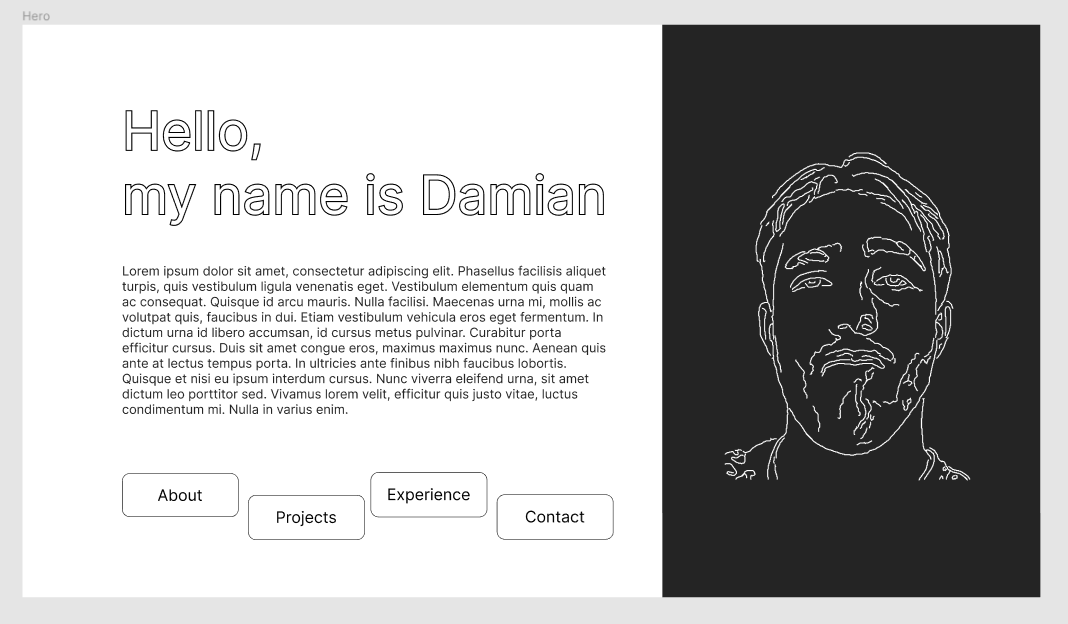 Hero
Hello,
my name is Damian
Lorem ipsum dolor sit amet, consectetur adipiscing elit. Phasellus facilisis aliquet
turpis, quis vestibulum ligula venenatis eget. Vestibulum elementum quis quam
ac consequat. Quisque id arcu mauris. Nulla facilisi. Maecenas urna mi, mollis ac
volutpat quis, faucibus in dui. Etiam vestibulum vehicula eros eget fermentum. In
dictum urna id libero accumsan, id cursus metus pulvinar. Curabitur porta
efficitur cursus. Duis sit amet congue eros, maximus maximus nunc. Aenean quis
ante at lectus tempus porta. In ultricies ante finibus nibh faucibus lobortis.
Quisque et nisi eu ipsum interdum cursus. Nunc viverra eleifend urna, sit amet
dictum leo porttitor sed. Vivamus lorem velit, efficitur quis justo vitae, luctus
condimentum mi. Nulla in varius enim.
About
Projects
Experience
Contact